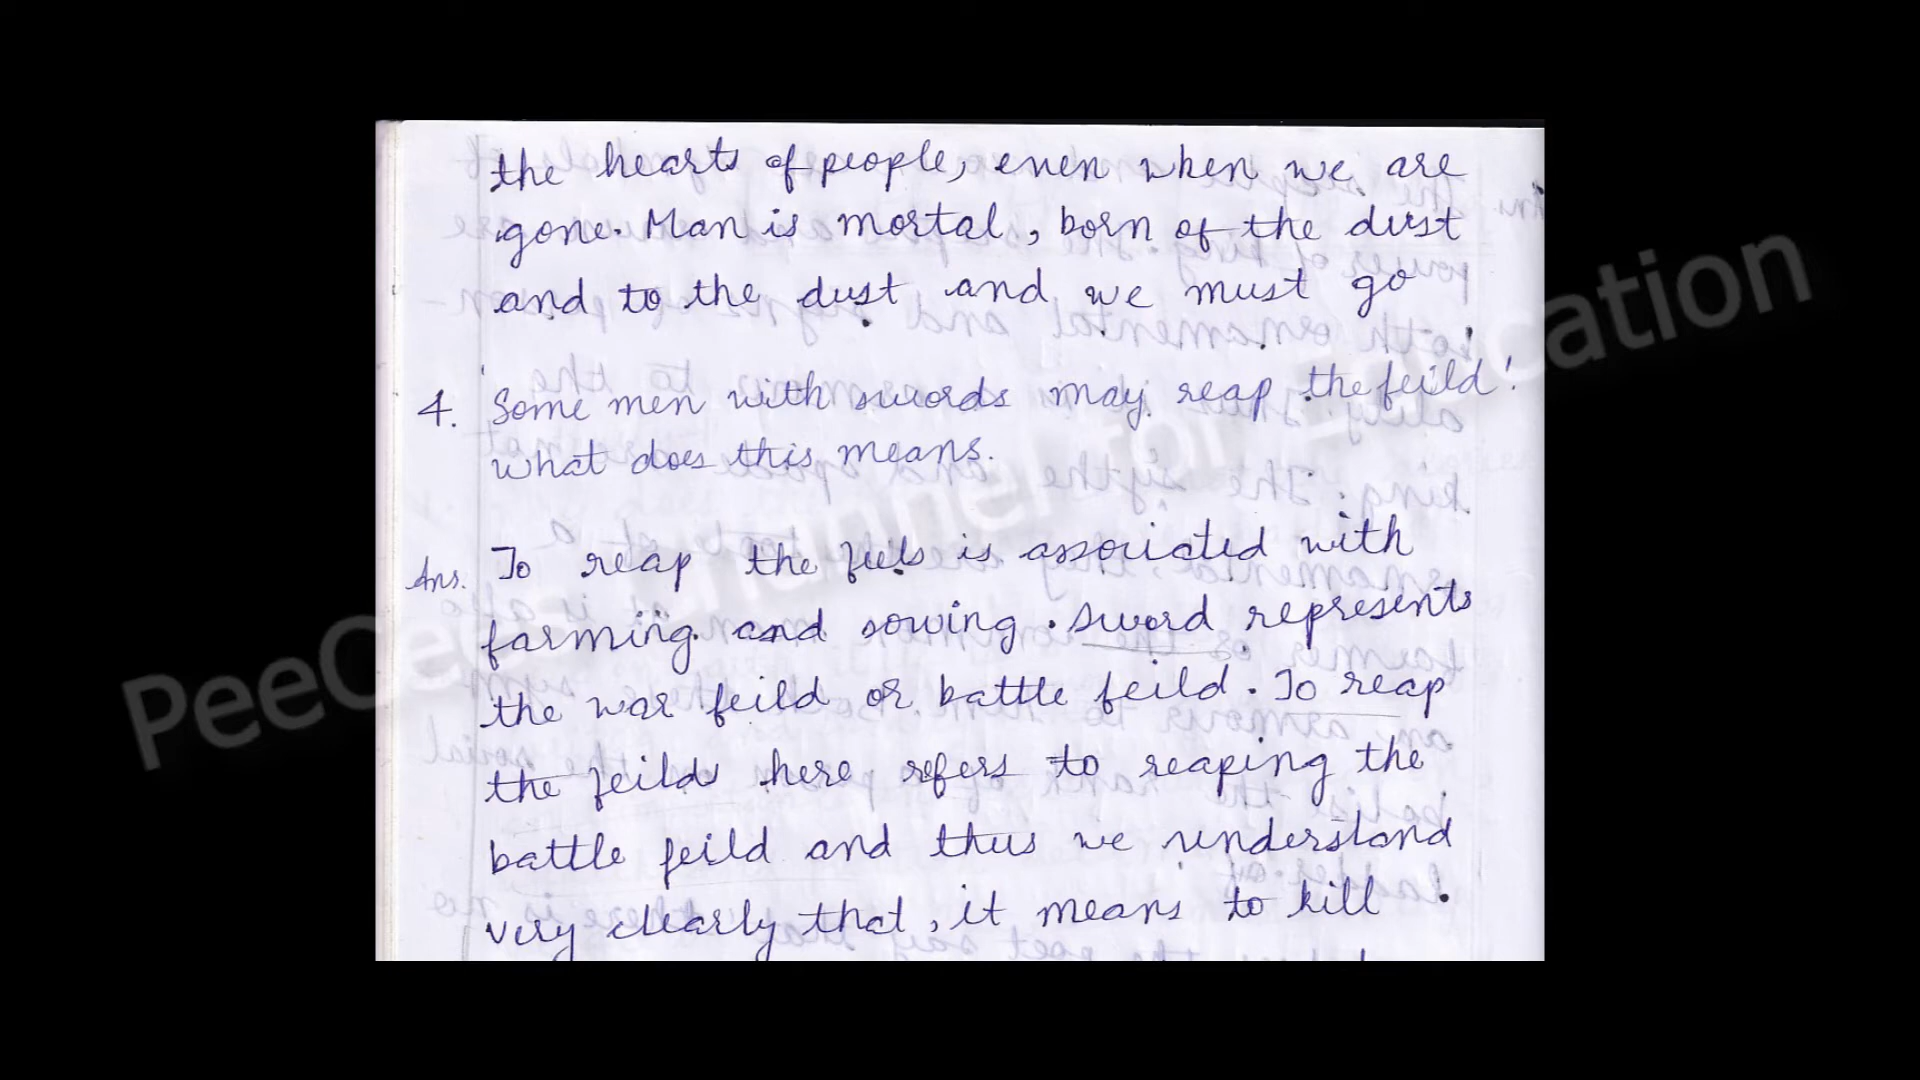 the hearts of people, even when we are
gone. Man is mortal, born of the dust
and to the dust and we must go
4. Some men with swords may reap the feild!
what does this means.
Ans. To reap the is associated with
farming and sowing. Sword represents
the war feild or battle feild. To reap
the feild here refers to reaping the
battle feild and thus we understand
very clearly that, it means to kill
PeeCee Channel for Education